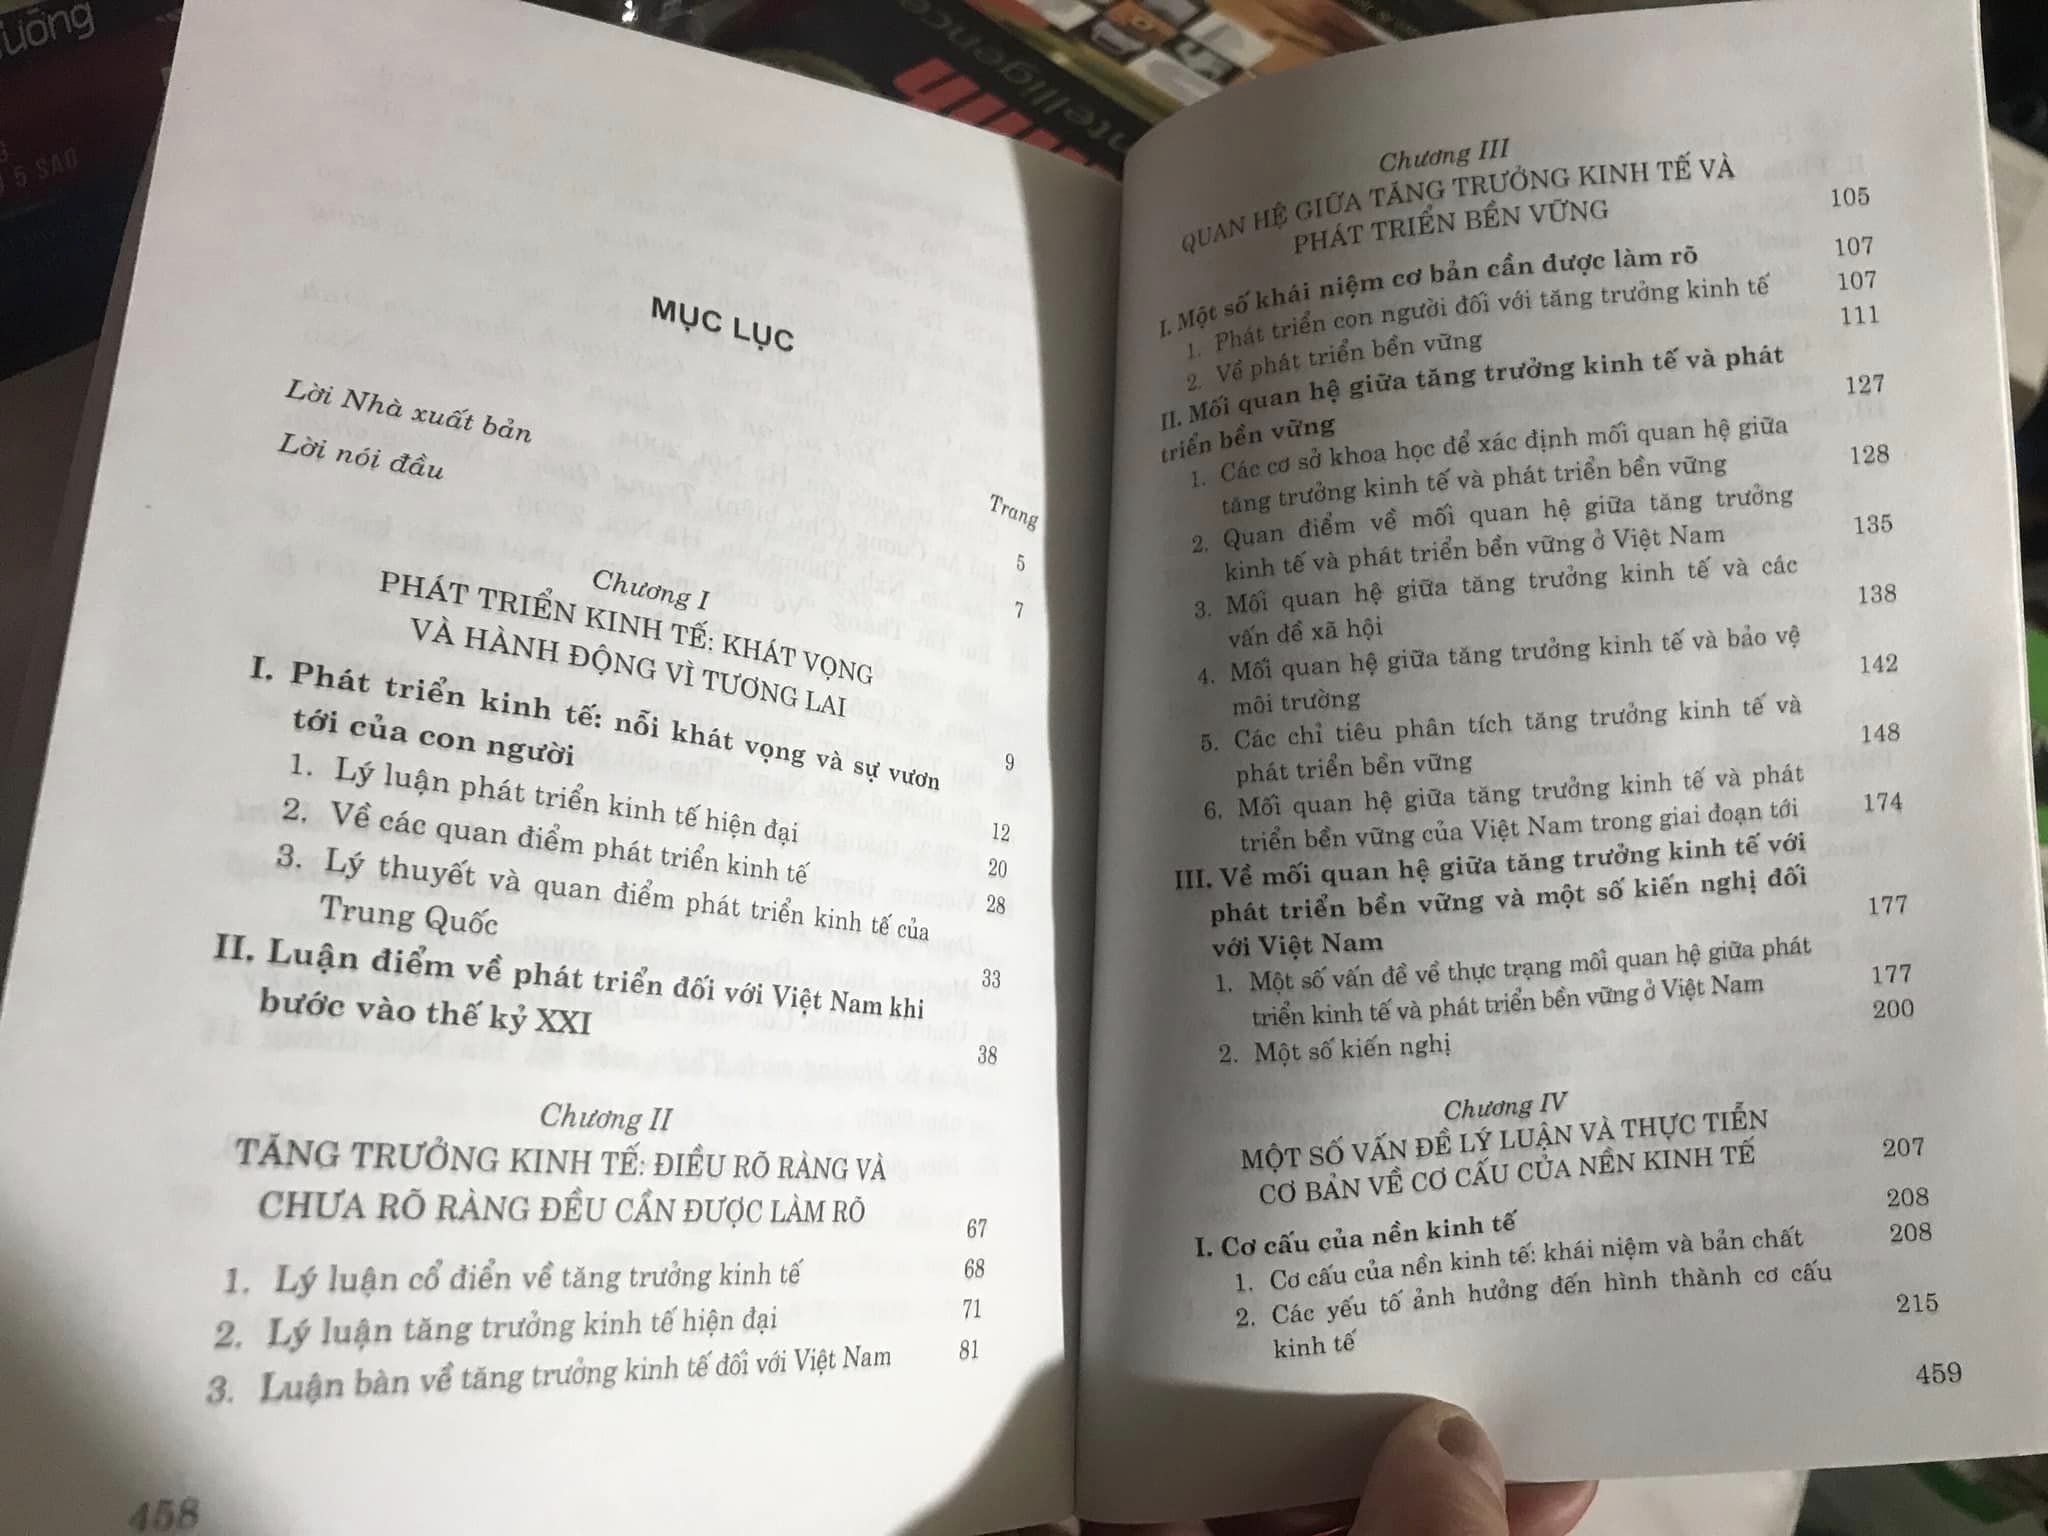 ưỡng
5 SAO
ntelligence
MỤC LỤC
Trang
Lời Nhà xuất bản 5
Lời nói đầu 7
Chương I
PHÁT TRIỂN KINH TẾ: KHÁT VỌNG
VÀ HÀNH ĐỘNG VÌ TƯƠNG LAI 9
I. Phát triển kinh tế: nỗi khát vọng và sự vươn
tới của con người 12
1. Lý luận phát triển kinh tế hiện đại 20
2. Về các quan điểm phát triển kinh tế 28
3. Lý thuyết và quan điểm phát triển kinh tế của
Trung Quốc 33
II. Luận điểm về phát triển đối với Việt Nam khi
bước vào thế kỷ XXI 38
Chương II
TĂNG TRƯỞNG KINH TẾ: ĐIỀU RÕ RÀNG VÀ
CHƯA RÕ RÀNG ĐỀU CẦN ĐƯỢC LÀM RÕ 67
1. Lý luận cổ điển về tăng trưởng kinh tế 68
2. Lý luận tăng trưởng kinh tế hiện đại 71
3. Luận bàn về tăng trưởng kinh tế đối với Việt Nam 81
458
Chương III
QUAN HỆ GIỮA TĂNG TRƯỞNG KINH TẾ VÀ
PHÁT TRIỂN BỀN VỮNG 105
I. Một số khái niệm cơ bản cần được làm rõ 107
1. Phát triển con người đối với tăng trưởng kinh tế 107
2. Về phát triển bền vững 111
II. Mối quan hệ giữa tăng trưởng kinh tế và phát
triển bền vững 127
1. Các cơ sở khoa học để xác định mối quan hệ giữa
tăng trưởng kinh tế và phát triển bền vững 128
2. Quan điểm về mối quan hệ giữa tăng trưởng
kinh tế và phát triển bền vững ở Việt Nam 135
3. Mối quan hệ giữa tăng trưởng kinh tế và các
vấn đề xã hội 138
4. Mối quan hệ giữa tăng trưởng kinh tế và bảo vệ
môi trường 142
5. Các chỉ tiêu phân tích tăng trưởng kinh tế và
phát triển bền vững 148
6. Mối quan hệ giữa tăng trưởng kinh tế và phát
triển bền vững của Việt Nam trong giai đoạn tới 174
III. Về mối quan hệ giữa tăng trưởng kinh tế với
phát triển bền vững và một số kiến nghị đối
với Việt Nam 177
1. Một số vấn đề về thực trạng mối quan hệ giữa phát
triển kinh tế và phát triển bền vững ở Việt Nam 177
2. Một số kiến nghị 200
Chương IV
MỘT SỐ VẤN ĐỀ LÝ LUẬN VÀ THỰC TIỄN
CƠ BẢN VỀ CƠ CẤU CỦA NỀN KINH TẾ 207
I. Cơ cấu của nền kinh tế 208
1. Cơ cấu của nền kinh tế: khái niệm và bản chất 208
2. Các yếu tố ảnh hưởng đến hình thành cơ cấu
kinh tế 215
459